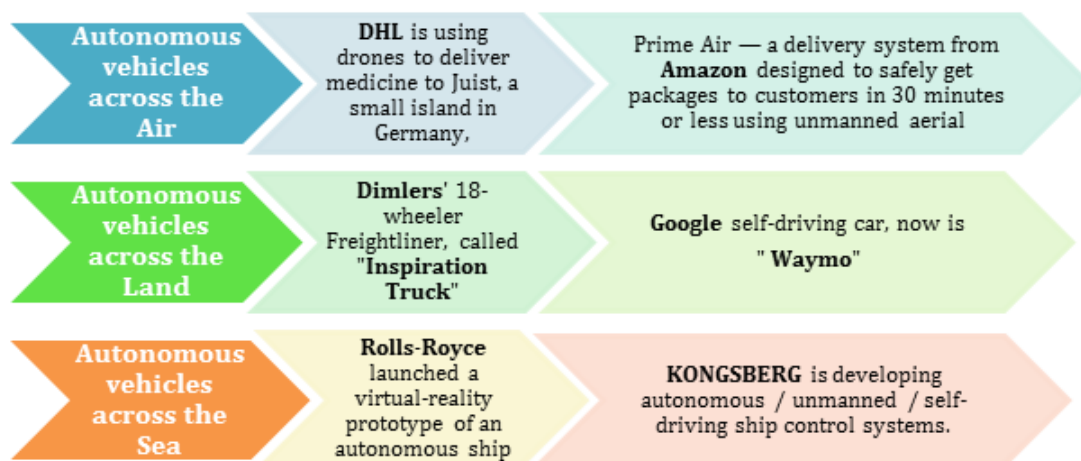 Autonomous
vehicles
across the
Air
DHL is using
drones to deliver
medicine to Juist, a
small island in
Germany,
Prime Air — a delivery system from
Amazon designed to safely get
packages to customers in 30 minutes
or less using unmanned aerial
Autonomous
vehicles
across the
Land
Dimlers' 18-
wheeler
Freightliner, called
"Inspiration
Truck"
Google self-driving car, now is
" Waymo"
Autonomous
vehicles
across the
Sea
Rolls-Royce
launched a
virtual-reality
prototype of an
autonomous ship
KONGSBERG is developing
autonomous / unmanned / self-
driving ship control systems.